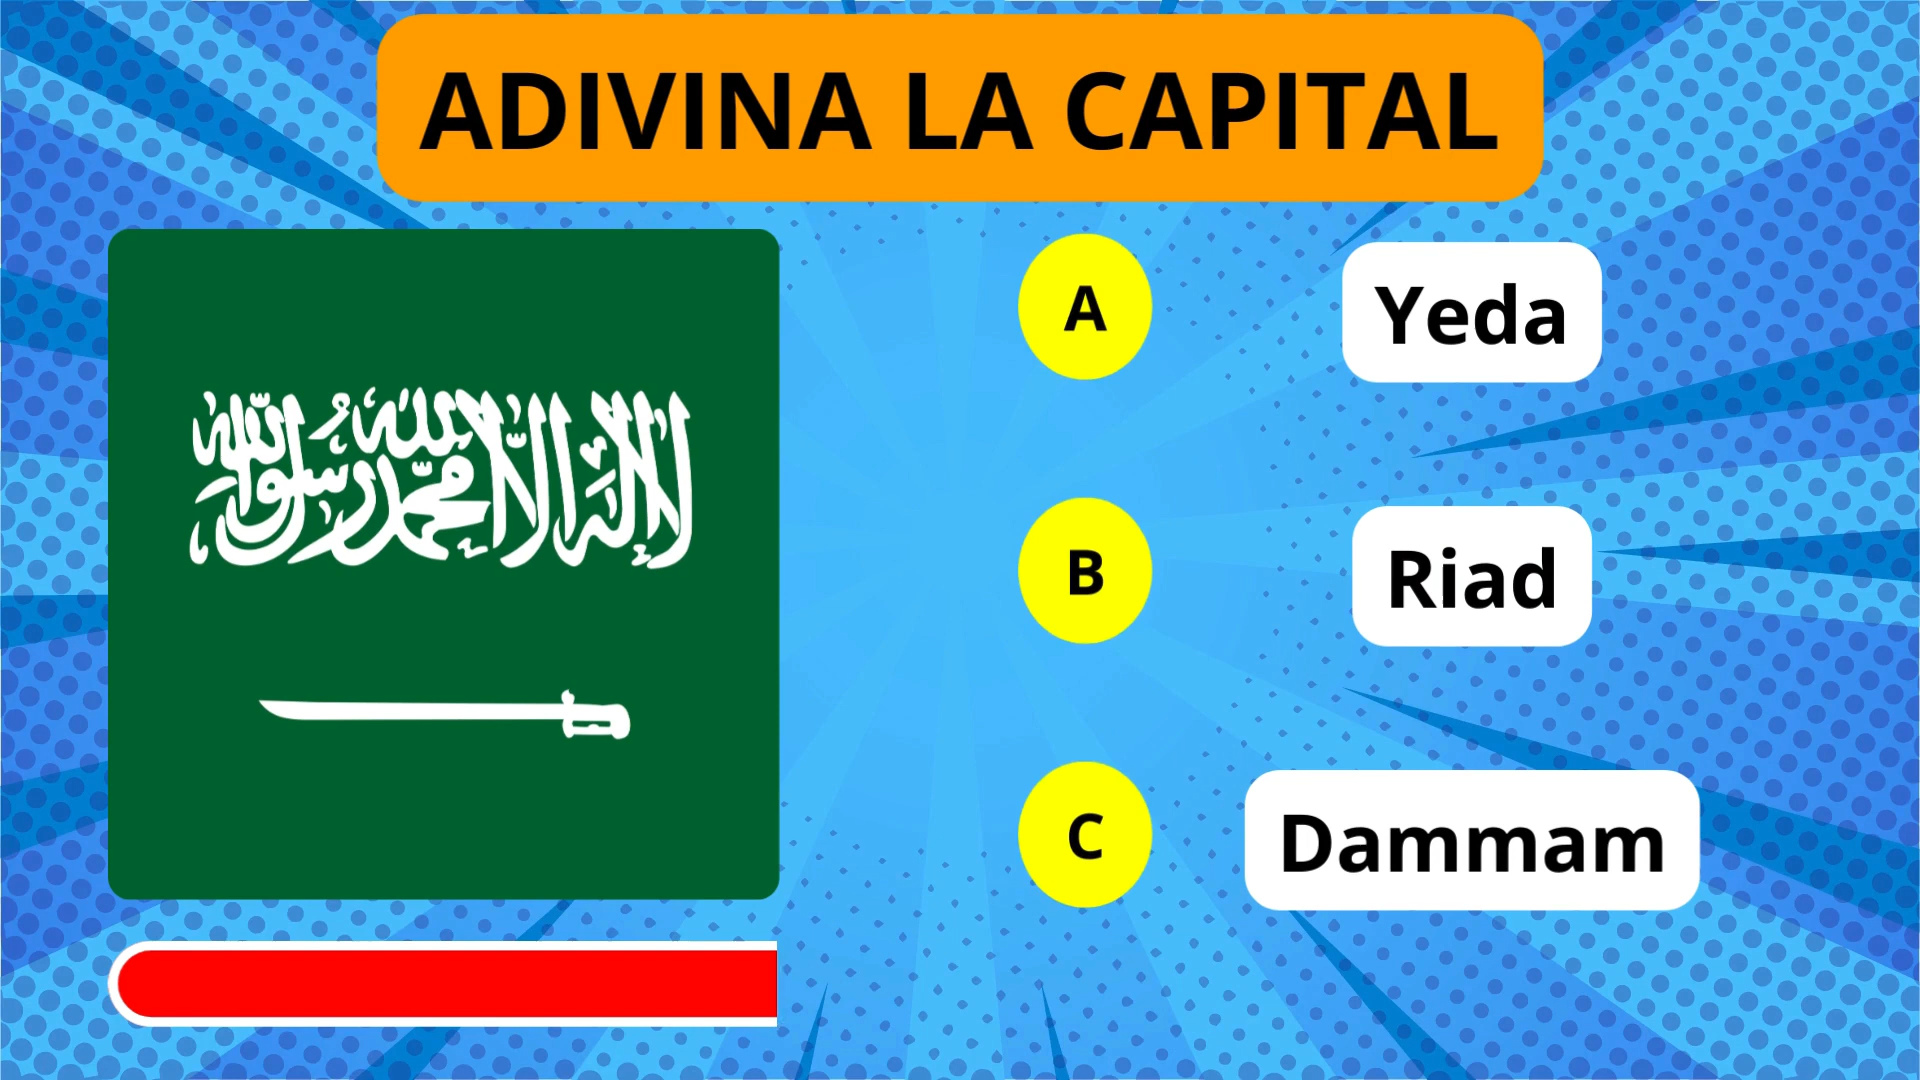 ADIVINA LA CAPITAL
لا إله إلا الله محمد رسول الله
A
Yeda
B
Riad
C
Dammam